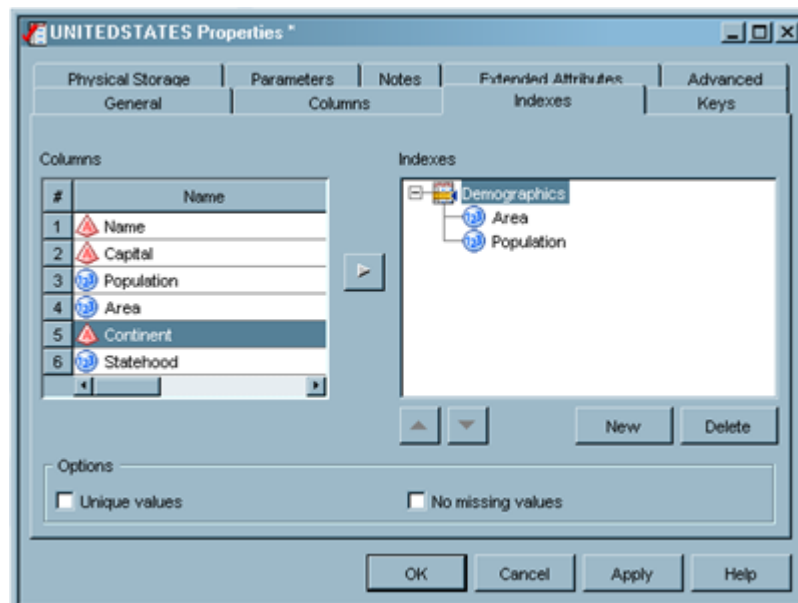 UNITEDSTATES Properties *
Physical Storage Parameters Notes Extended Attributes Advanced
General Columns Indexes Keys
Columns
# Name
1 Name
2 Capital
3 Population
4 Area
5 Continent
6 Statehood
Indexes
Demographics
123 Area
123 Population
New Delete
Options
Unique values No missing values
OK Cancel Apply Help